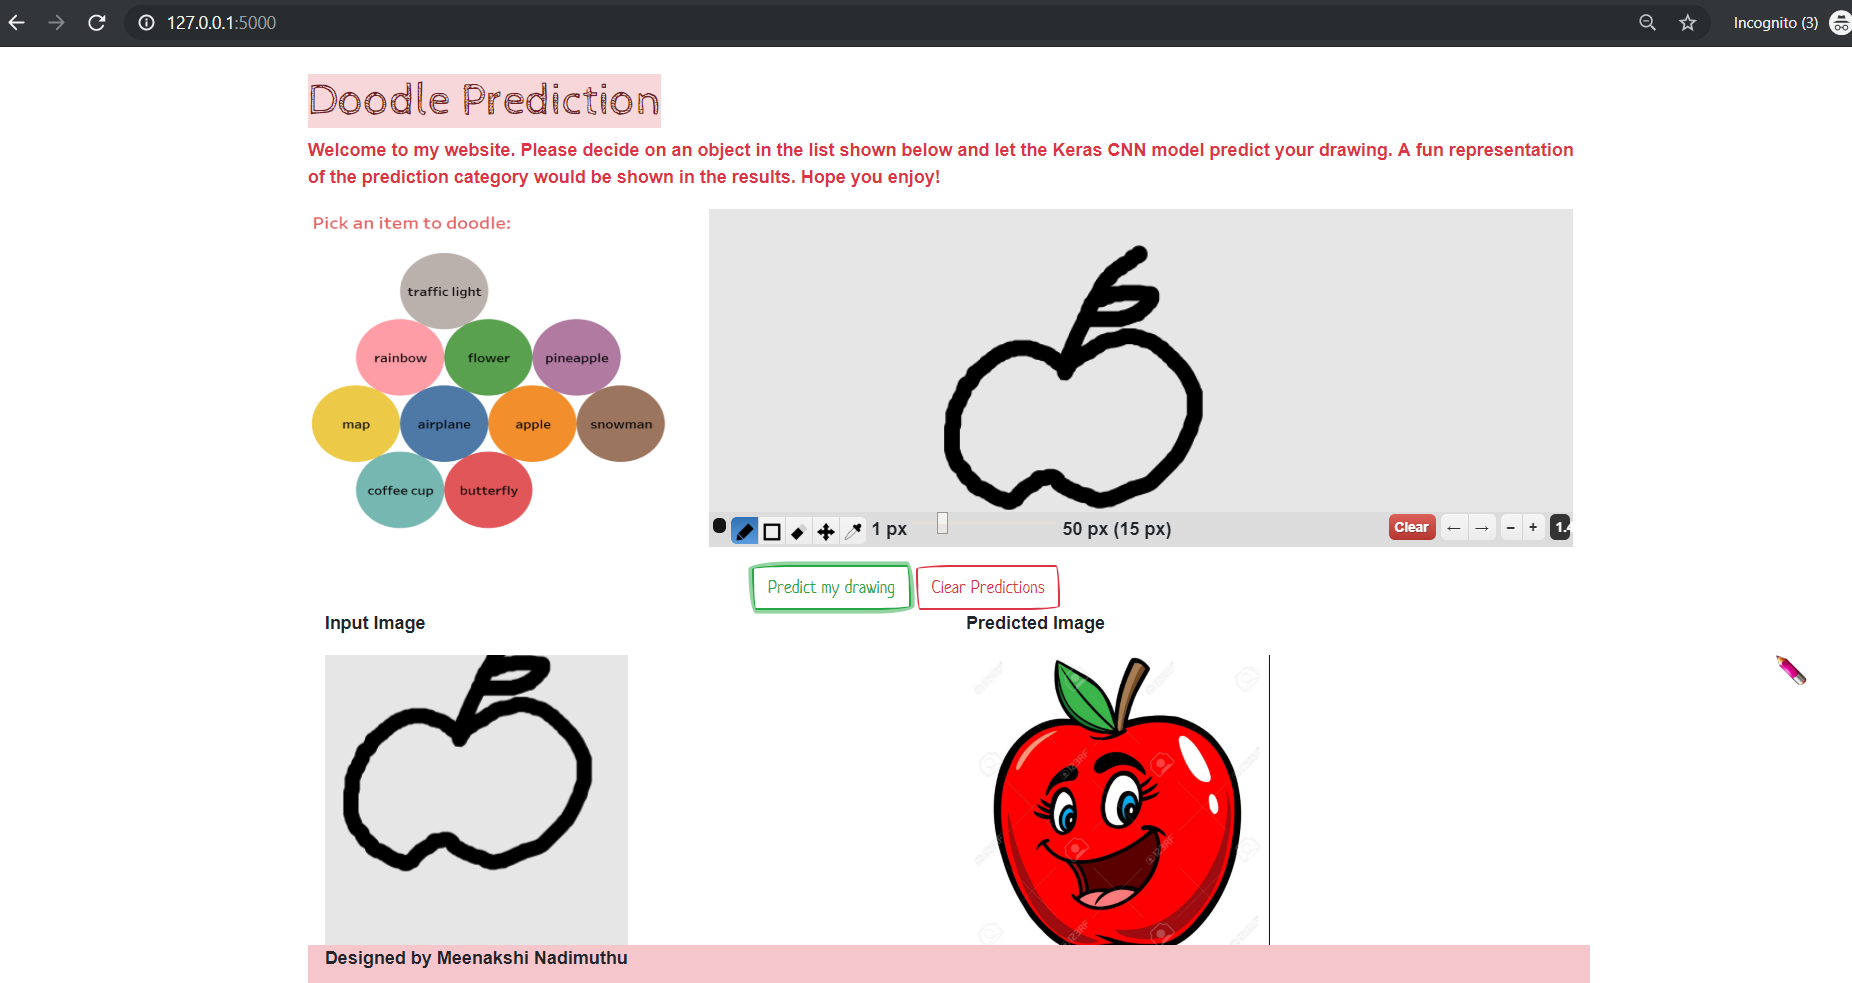 127.0.0.1:5000
Incognito (3)
Doodle Prediction
Welcome to my website. Please decide on an object in the list shown below and let the Keras CNN model predict your drawing. A fun representation
of the prediction category would be shown in the results. Hope you enjoy!
Pick an item to doodle:
traffic light
rainbow flower pineapple
map airplane apple snowman
coffee cup butterfly
1 px 50 px (15 px) Clear ← → − + 1.4
Predict my drawing Clear Predictions
Input Image Predicted Image
123RF
123RF
123RF
Designed by Meenakshi Nadimuthu